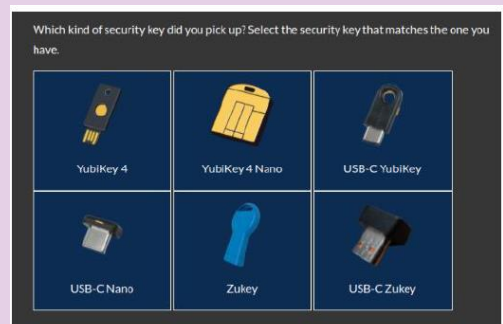 Which kind of security key did you pick up? Select the security key that matches the one you
have.
YubiKey 4
YubiKey 4 Nano
USB-C YubiKey
USB-C Nano
Zukey
USB-C Zukey